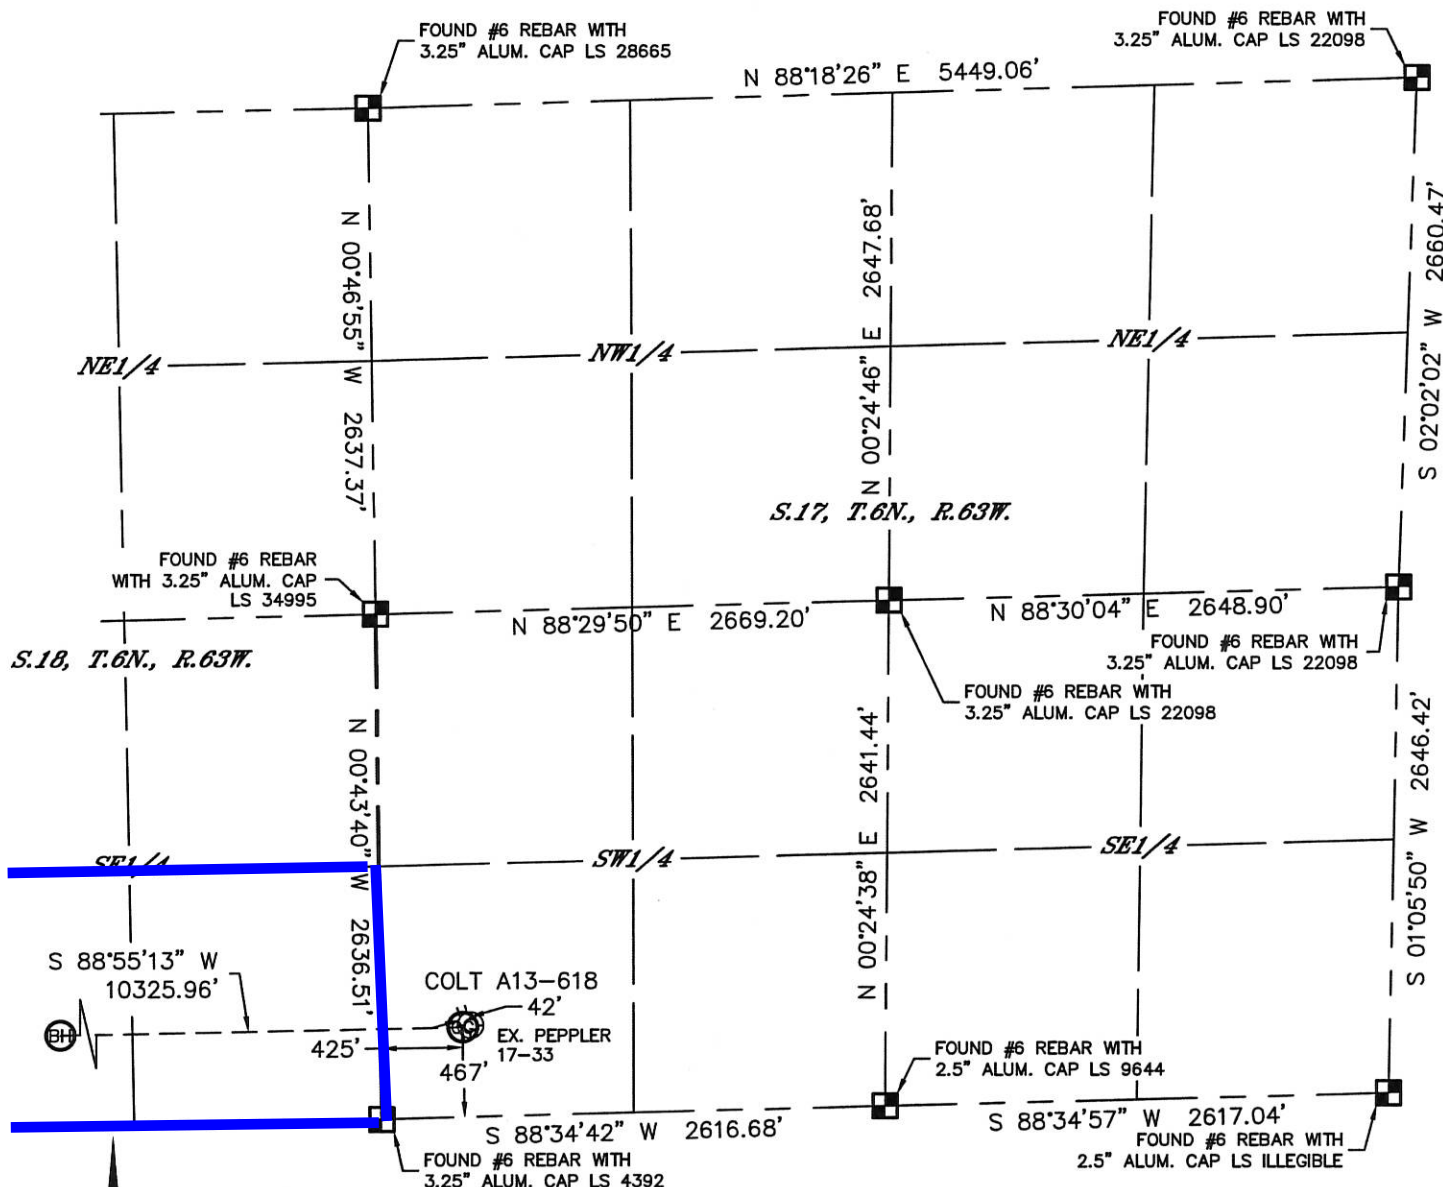 FOUND #6 REBAR WITH
3.25" ALUM. CAP LS 28665
FOUND #6 REBAR WITH
3.25" ALUM. CAP LS 22098
N 88°18'26" E 5449.06'
N 00°46'55" W 2637.37'
N 00°24'46" E 2647.68'
S 02°02'02" W 2660.47'
NE1/4
NW1/4
NE1/4
S.17, T.6N., R.63W.
FOUND #6 REBAR
WITH 3.25" ALUM. CAP
LS 34995
N 88°29'50" E 2669.20'
N 88°30'04" E 2648.90'
S.18, T.6N., R.63W.
FOUND #6 REBAR WITH
3.25" ALUM. CAP LS 22098
FOUND #6 REBAR WITH
3.25" ALUM. CAP LS 22098
N 00°43'40" W 2636.51'
N 00°24'38" E 2641.44'
S 01°05'50" W 2646.42'
SE1/4
SW1/4
SE1/4
S 88°55'13" W
10325.96'
COLT A13-618
42'
BH
EX. PEPPLER
17-33
425'
467'
FOUND #6 REBAR WITH
2.5" ALUM. CAP LS 9644
S 88°34'42" W 2616.68'
S 88°34'57" W 2617.04'
FOUND #6 REBAR WITH
2.5" ALUM. CAP LS ILLEGIBLE
FOUND #6 REBAR WITH
3.25" ALUM. CAP LS 4392